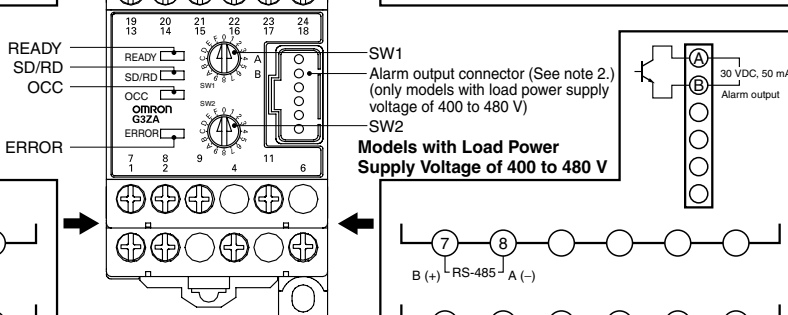 19 20 21 22 23 24
13 14 15 16 17 18
READY
SD/RD
OCC
ERROR
READY
SD/RD
OCC
OMRON
G3ZA
ERROR
SW1
SW2
A
B
7 8 9 11
1 2 4 6
SW1
Alarm output connector (See note 2.)
(only models with load power supply
voltage of 400 to 480 V)
SW2
Models with Load Power
Supply Voltage of 400 to 480 V
A
B
30 VDC, 50 mA
Alarm output
7 8
B (+) RS-485 A (−)